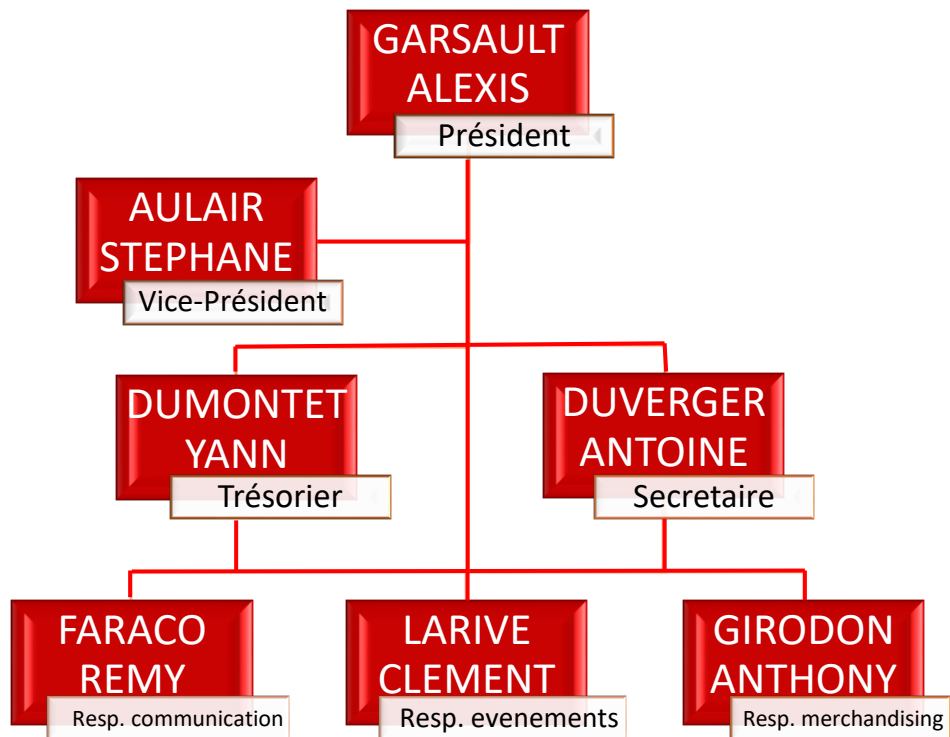 GARSAULT
ALEXIS
Président
AULAIR
STEPHANE
Vice-Président
DUMONTET
YANN
Trésorier
DUVERGER
ANTOINE
Secretaire
FARACO
REMY
Resp. communication
LARIVE
CLEMENT
Resp. evenements
GIRODON
ANTHONY
Resp. merchandising